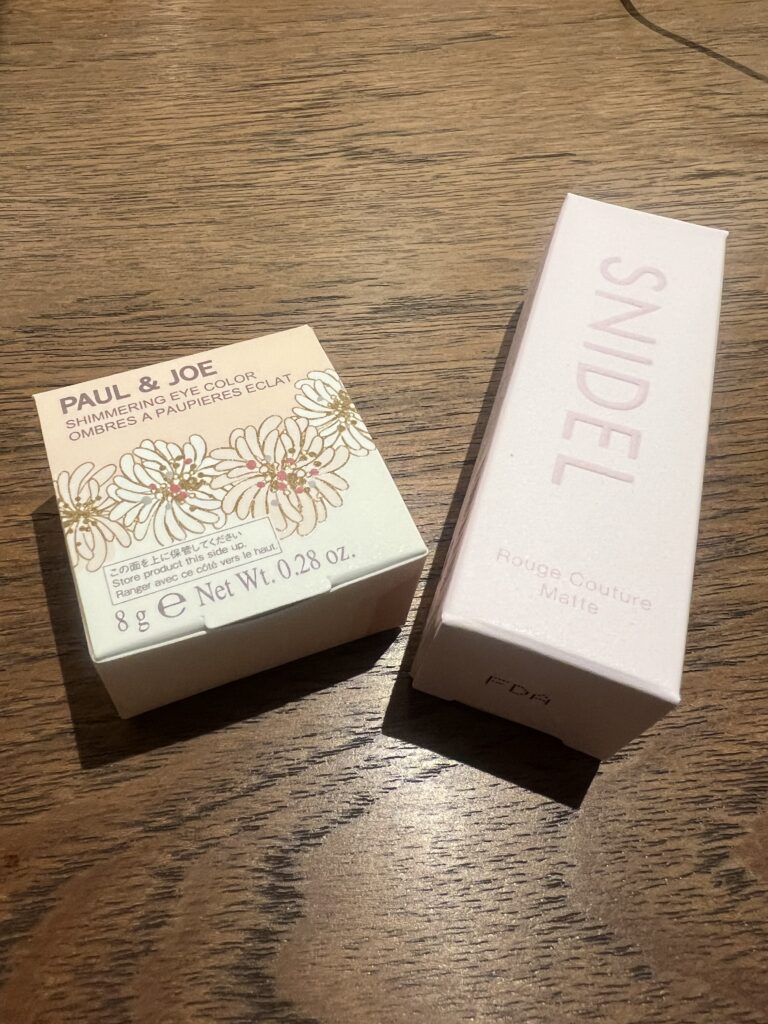 PAUL & JOE
SHIMMERING EYE COLOR
OMBRES A PAUPIERES ECLAT
この面を上に保管してください
Store product this side up.
Ranger avec ce côté vers le haut.
8 g e Net Wt. 0.28 oz.
SNIDEL
Rouge Couture
Matte
FDA